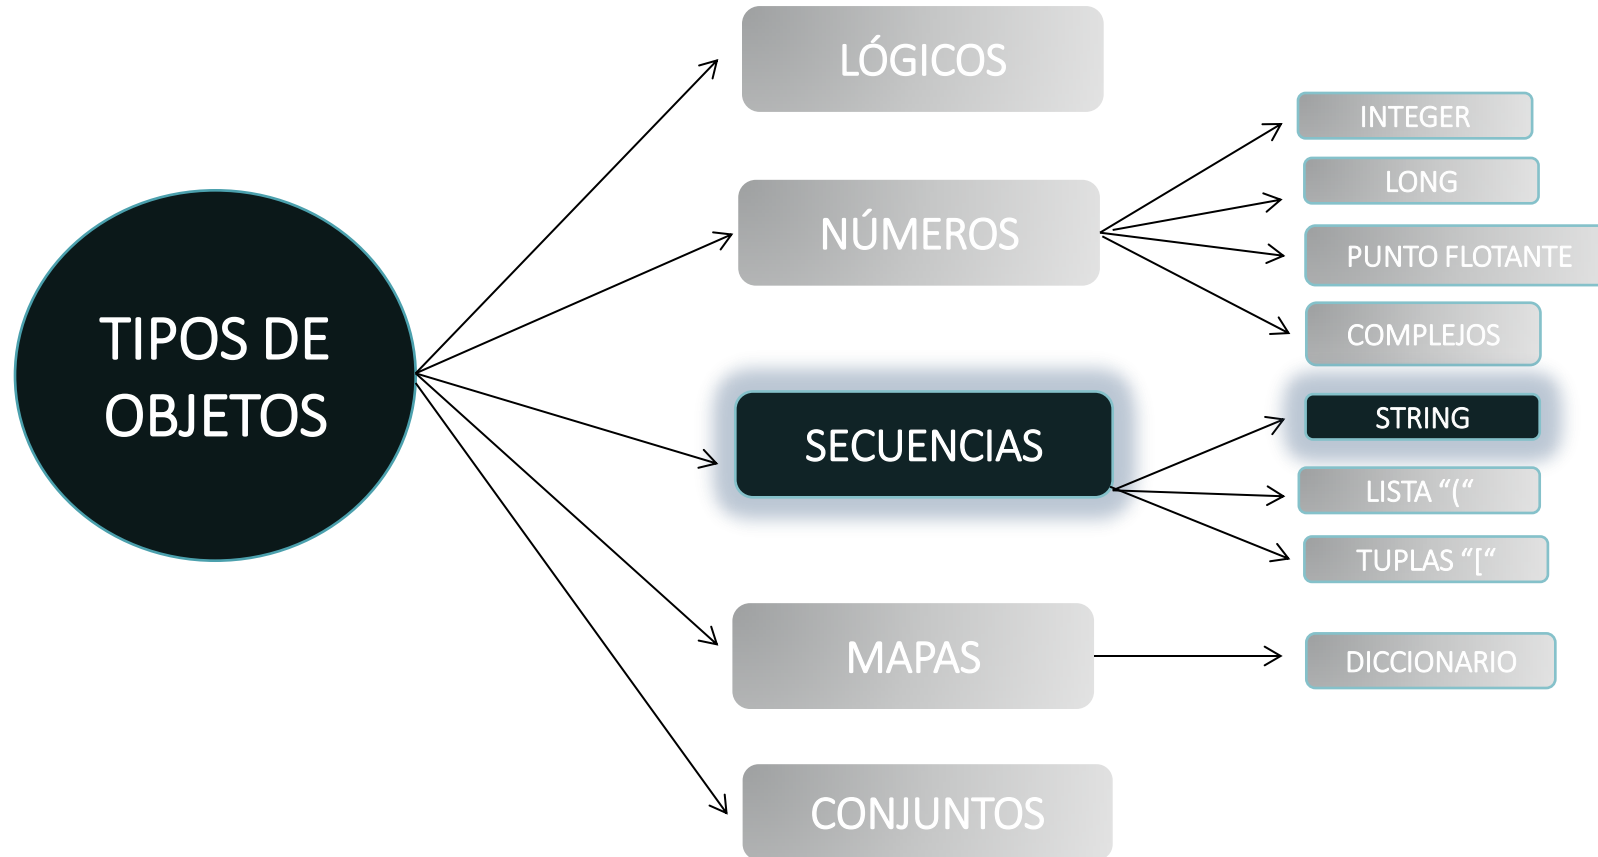 TIPOS DE
OBJETOS
LÓGICOS
NÚMEROS
SECUENCIAS
MAPAS
CONJUNTOS
INTEGER
LONG
PUNTO FLOTANTE
COMPLEJOS
STRING
LISTA “(“
TUPLAS “[“
DICCIONARIO